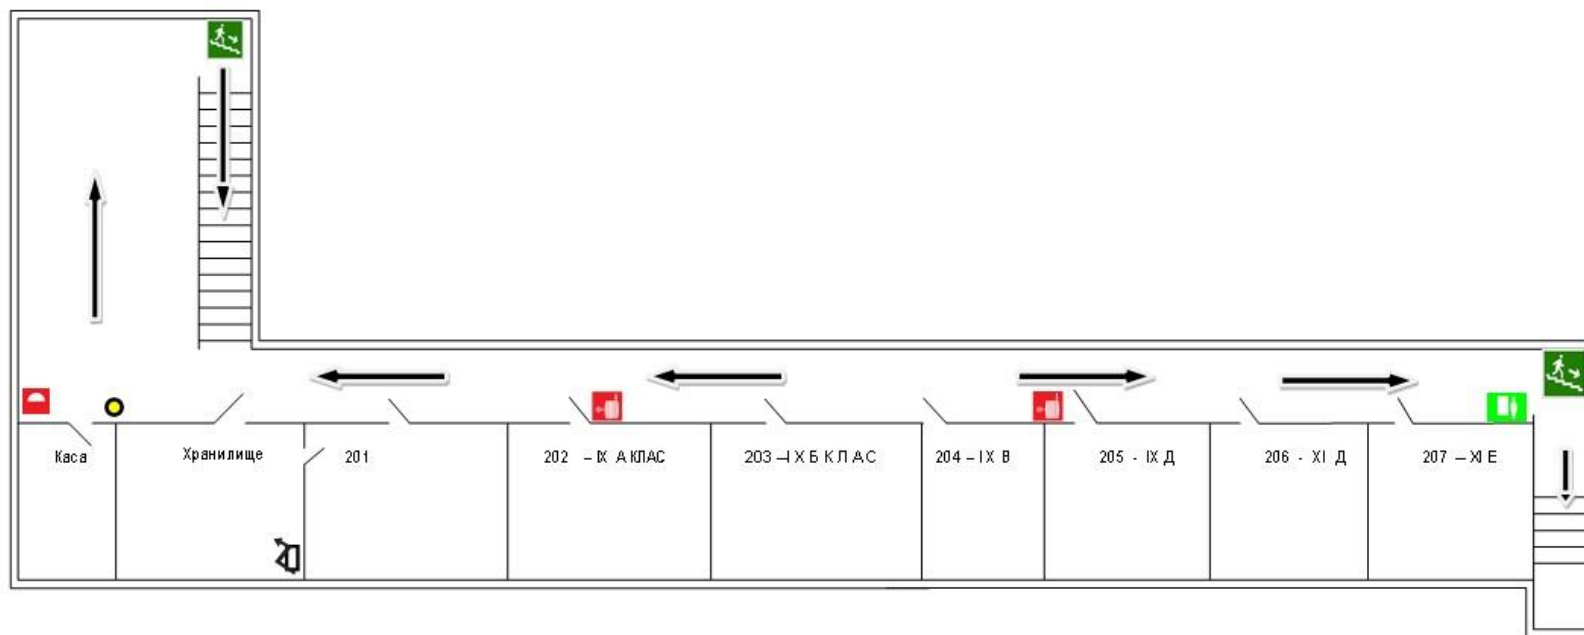 Каса
Хранилище
201
202 – IX А КЛАС
203 – IX Б КЛАС
204 – IX В
205 - IX Д
206 - XI Д
207 – XI Е